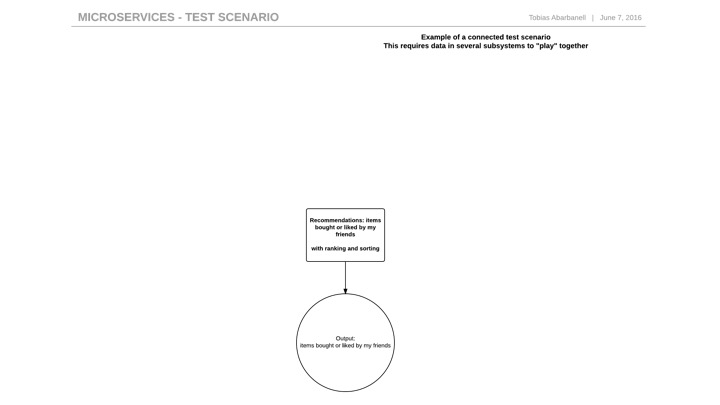 MICROSERVICES - TEST SCENARIO
Tobias Abarbanell | June 7, 2016
Example of a connected test scenario
This requires data in several subsystems to "play" together
Recommendations: items
bought or liked by my
friends
with ranking and sorting
Output:
items bought or liked by my friends